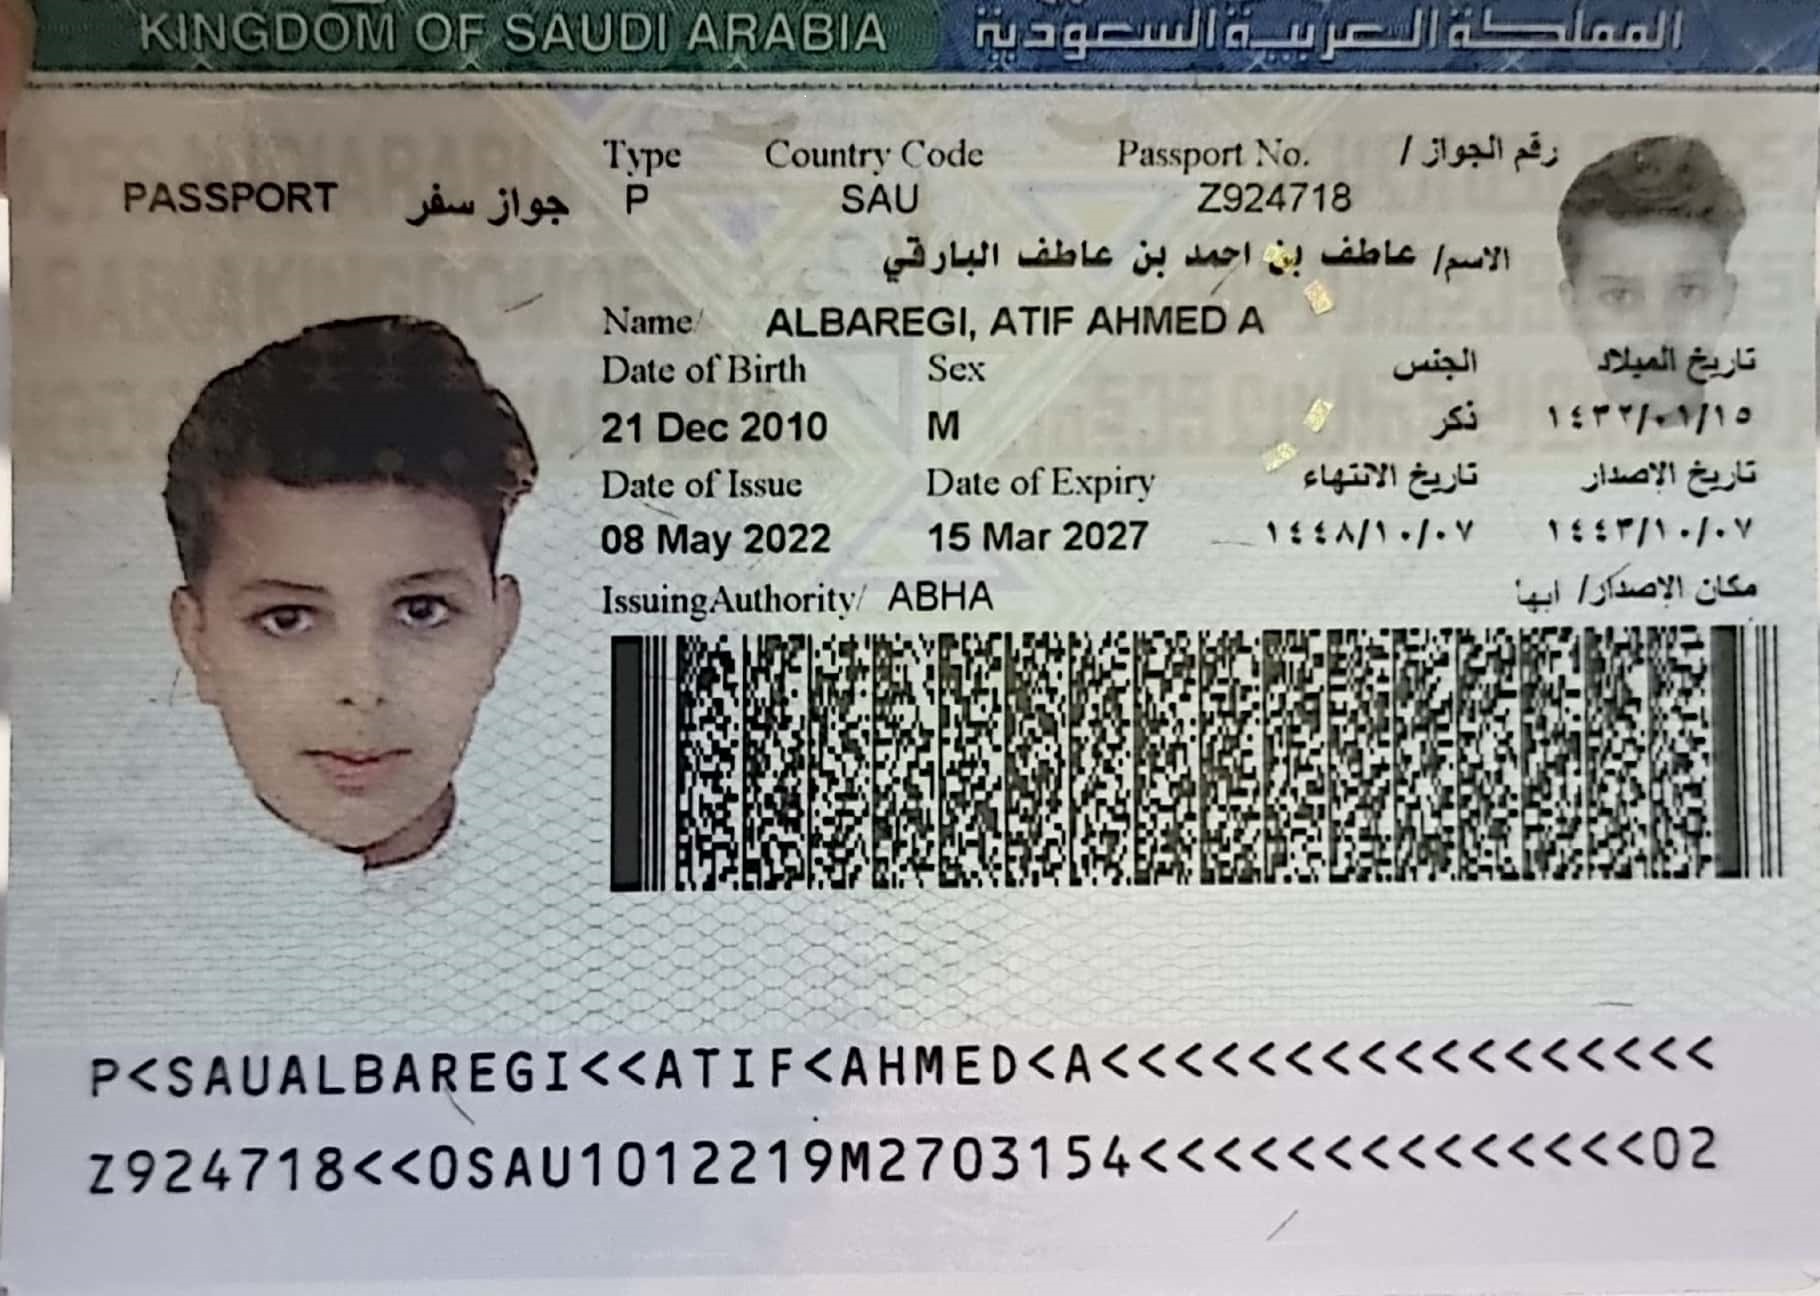 KINGDOM OF SAUDI ARABIA المملكة العربية السعودية
Type Country Code Passport No. رقم الجواز /
PASSPORT جواز سفر P SAU Z924718
الاسم/ عاطف بن احمد بن عاطف البارقي
Name/ ALBAREGI, ATIF AHMED A
Date of Birth Sex الجنس تاريخ الميلاد
21 Dec 2010 M ذكر ١٤٣٢/٠١/١٥
Date of Issue Date of Expiry تاريخ الانتهاء تاريخ الإصدار
08 May 2022 15 Mar 2027 ١٤٤٨/١٠/٠٧ ١٤٤٣/١٠/٠٧
IssuingAuthority/ ABHA مكان الإصدار/ ابها
P<SAUALBAREGI<<ATIF<AHMED<A<<<<<<<<<<<<<<<<<
Z924718<<0SAU1012219M2703154<<<<<<<<<<<<<<02